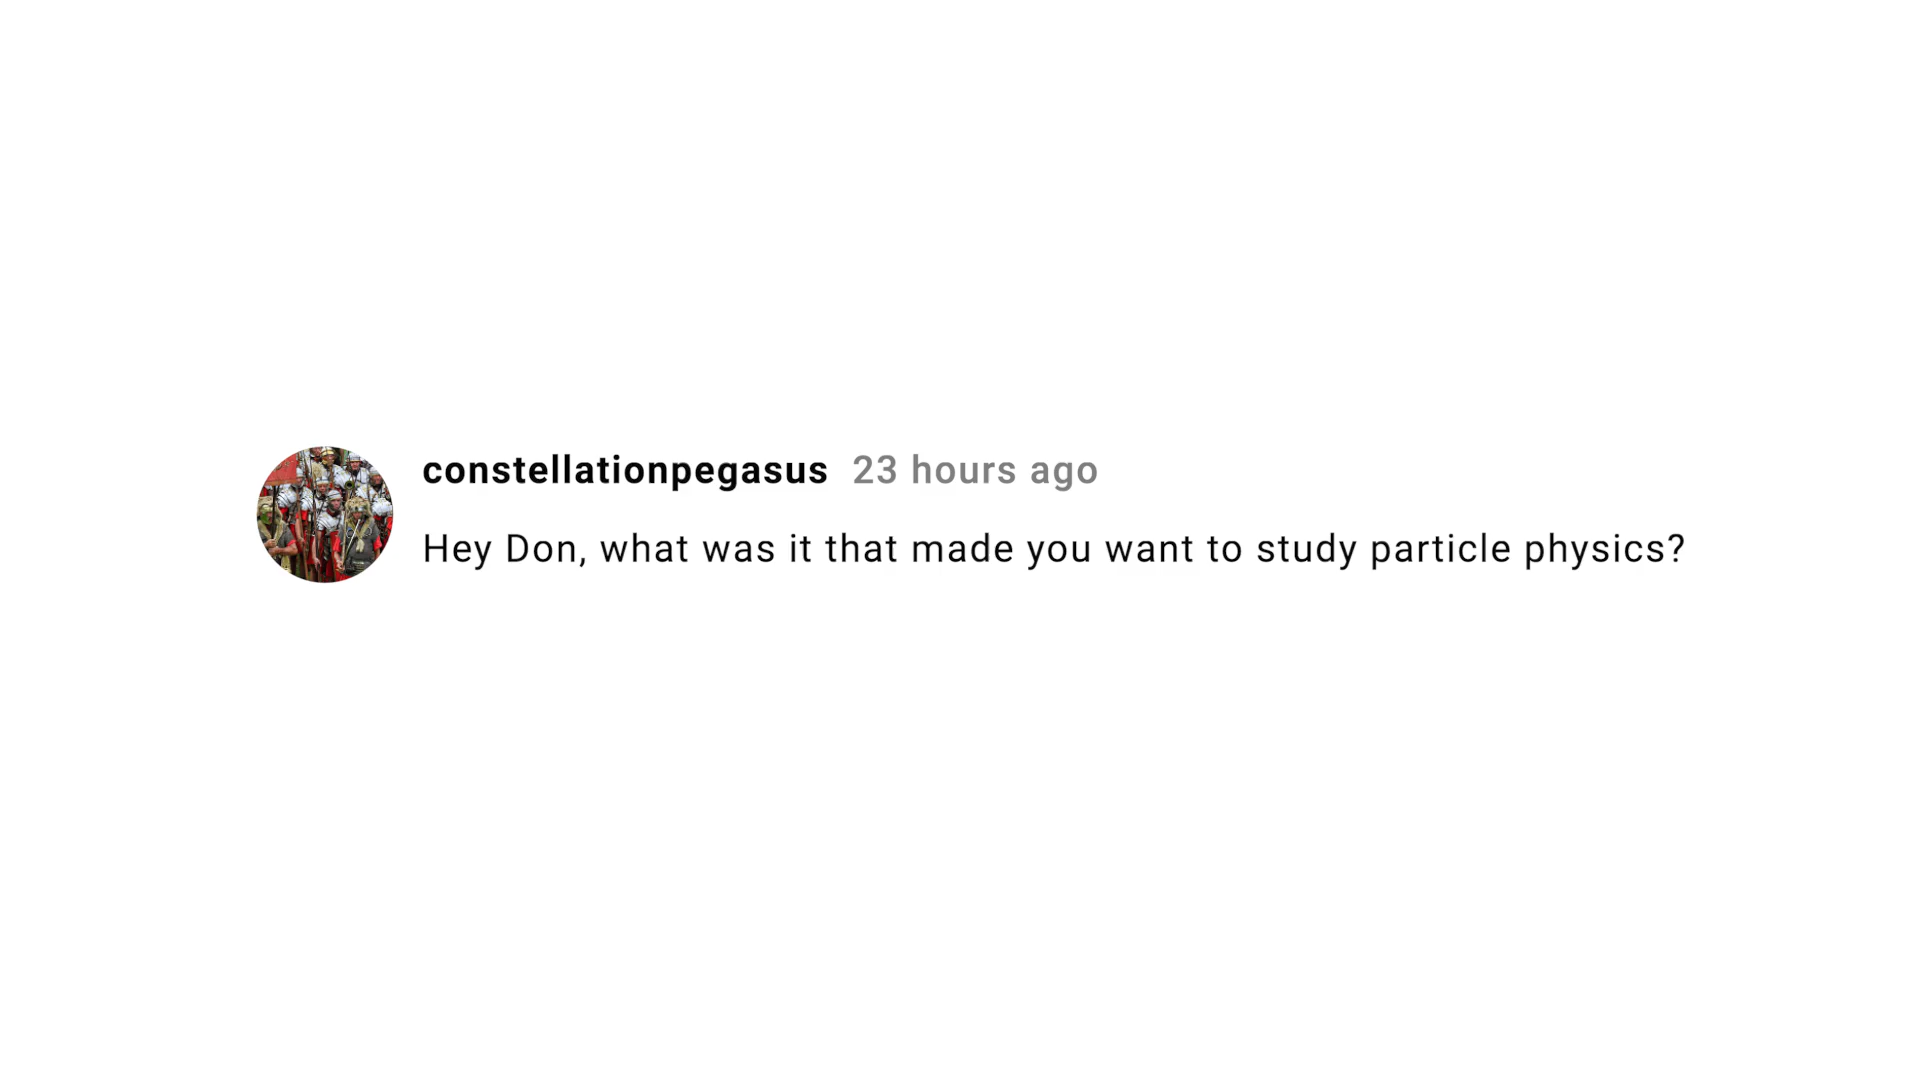 constellationpegasus 23 hours ago
Hey Don, what was it that made you want to study particle physics?